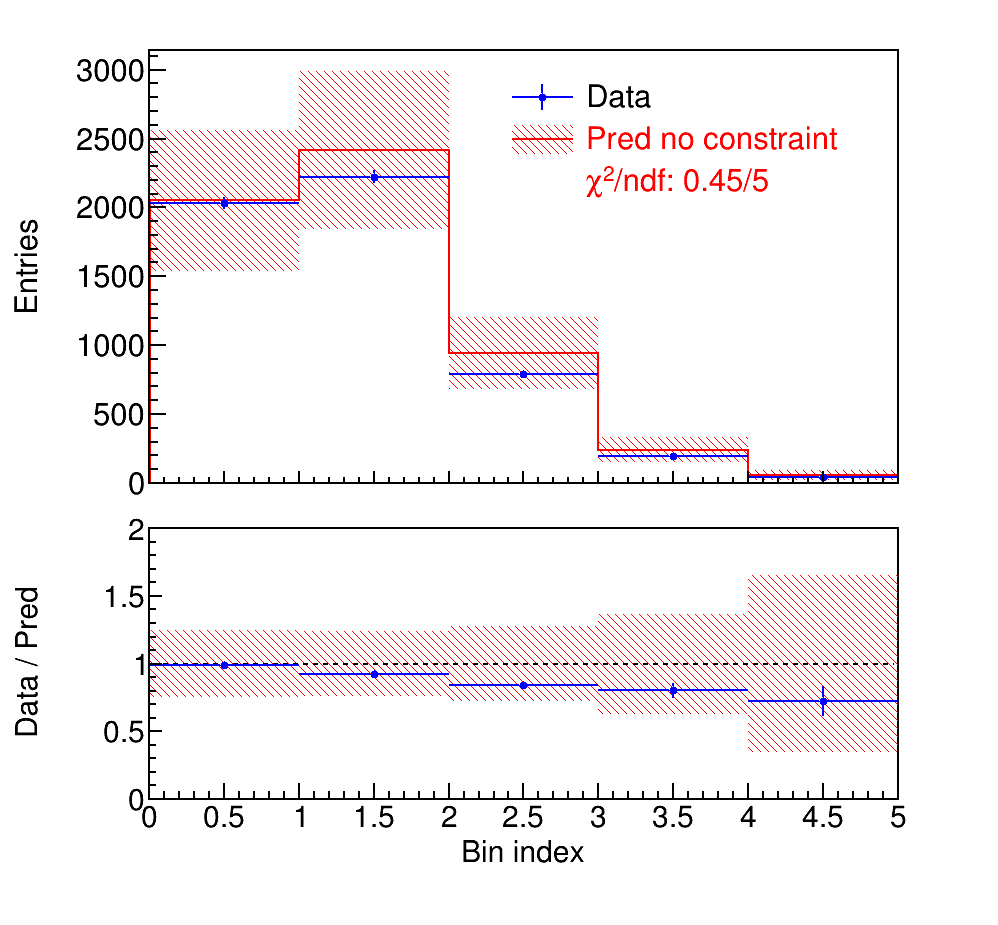 3000
2500
2000
1500
1000
500
0
Entries
Data
Pred no constraint
χ²/ndf: 0.45/5
2
1.5
1
0.5
0
Data / Pred
0 0.5 1 1.5 2 2.5 3 3.5 4 4.5 5
Bin index